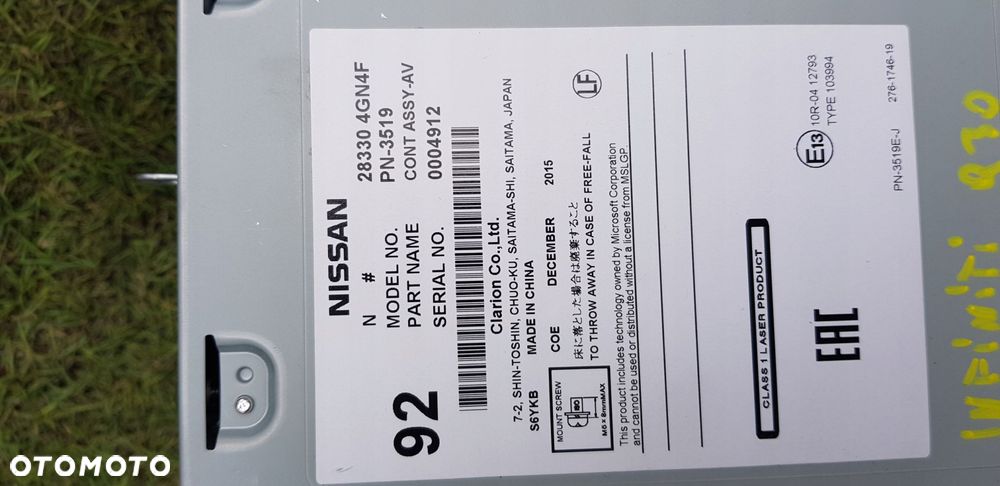 NISSAN
N # 28330 4GN4F
MODEL NO. PN-3519
PART NAME CONT ASSY-AV
SERIAL NO. 0004912
92
Clarion Co.,Ltd.
7-2, SHIN-TOSHIN, CHUO-KU, SAITAMA-SHI, SAITAMA, JAPAN
S6YKB MADE IN CHINA
COE DECEMBER 2015
LF
MOUNT SCREW
ISO
M5 x 8mmMAX
床に落とした場合は廃棄すること
TO THROW AWAY IN CASE OF FREE-FALL
This product includes technology owned by Microsoft Corporation
and cannot be used or distributed without a license from MSLGP.
CLASS 1 LASER PRODUCT
E13
10R-04 12793
TYPE 103994
EAC
PN-3519E-J 276-1746-19
INFINITI Q70
OTOMOTO